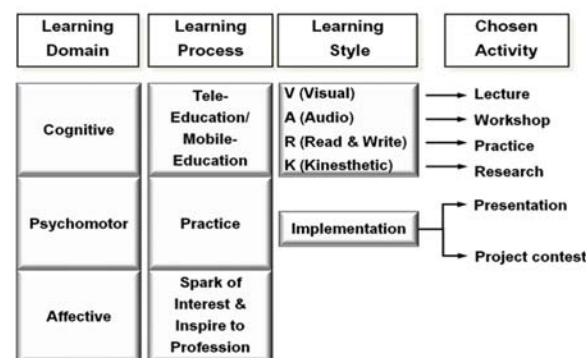 Learning
Domain
Learning
Process
Learning
Style
Chosen
Activity
Cognitive
Tele-
Education/
Mobile-
Education
V (Visual)
A (Audio)
R (Read & Write)
K (Kinesthetic)
Lecture
Workshop
Practice
Research
Psychomotor
Practice
Implementation
Presentation
Project contest
Affective
Spark of
Interest &
Inspire to
Profession